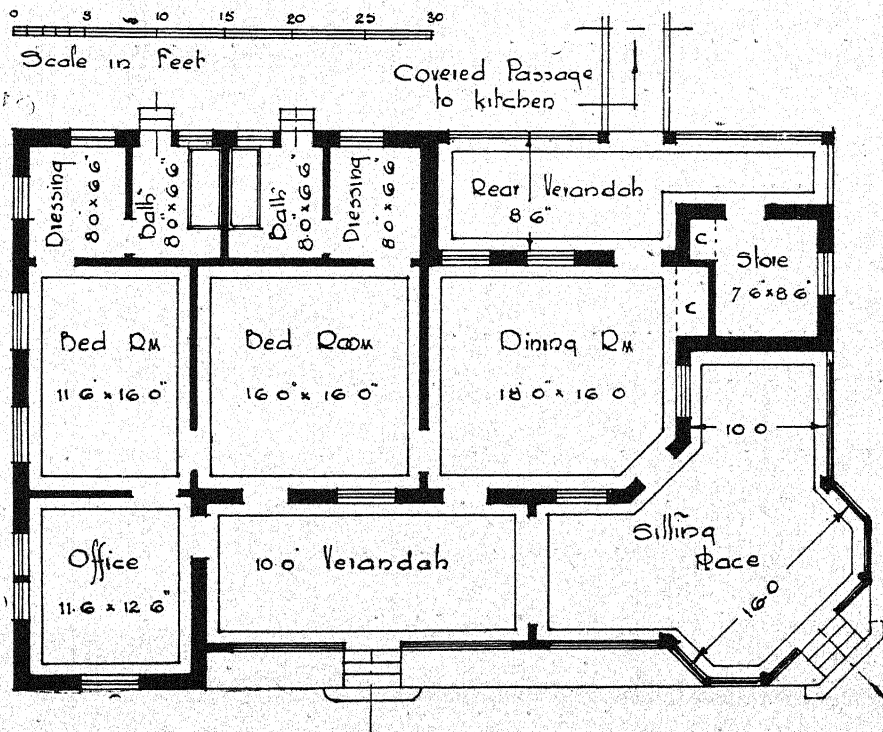 0 5 10 15 20 25 30
Scale in Feet
Covered Passage
to kitchen
Dressing
8.0" x 6.6"
Bath
8.0" x 6.6"
Bath
8.0" x 6.6"
Dressing
8.0" x 6.6"
Rear Verandah
8 6"
C
Store
7 6" x 8 6"
C
Bed Rm
11 6" x 16 0"
Bed Room
16 0" x 16 0"
Dining Rm
18 0" x 16 0
10 0
Office
11.6 x 12 6"
10.0 Verandah
Sitting
Place
16 0